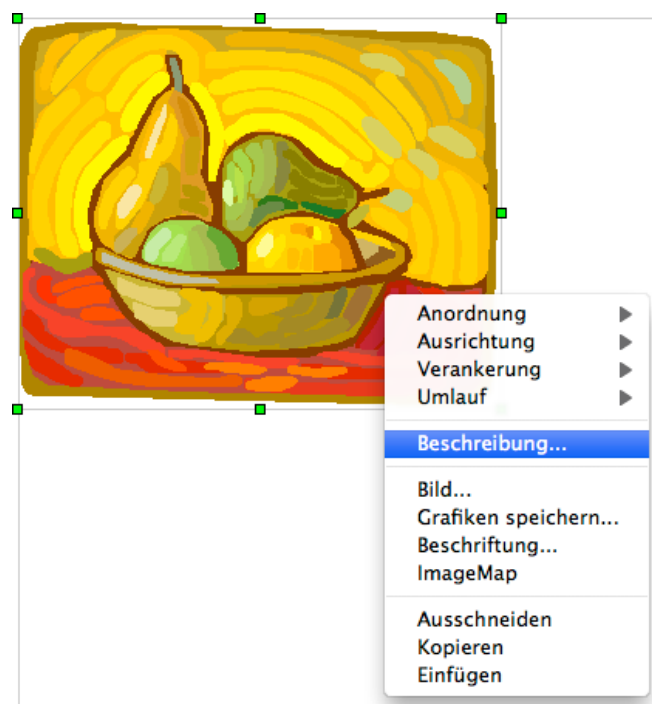 Anordnung
Ausrichtung
Verankerung
Umlauf
Beschreibung...
Bild...
Grafiken speichern...
Beschriftung...
ImageMap
Ausschneiden
Kopieren
Einfügen